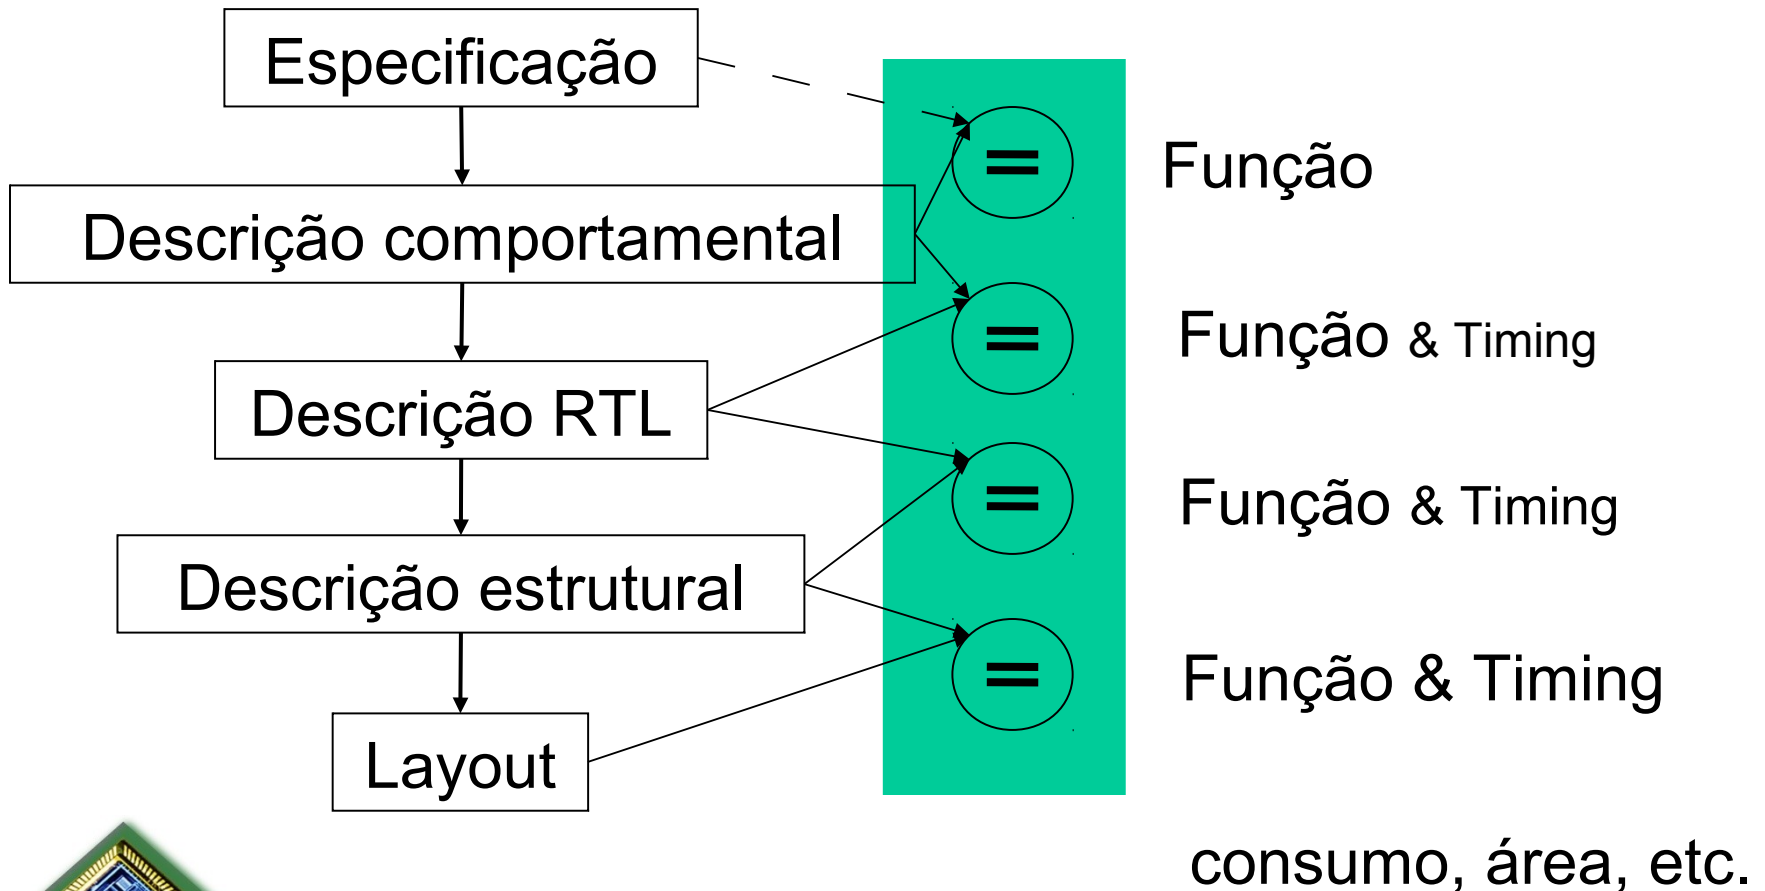 Especificação
=
Função
Descrição comportamental
=
Função & Timing
Descrição RTL
=
Função & Timing
Descrição estrutural
=
Função & Timing
Layout
consumo, área, etc.